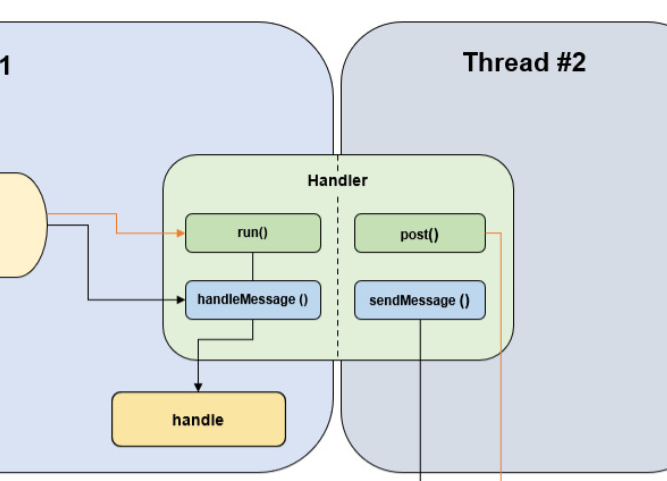 1
Thread #2
Handler
run()
post()
handleMessage ()
sendMessage ()
handle